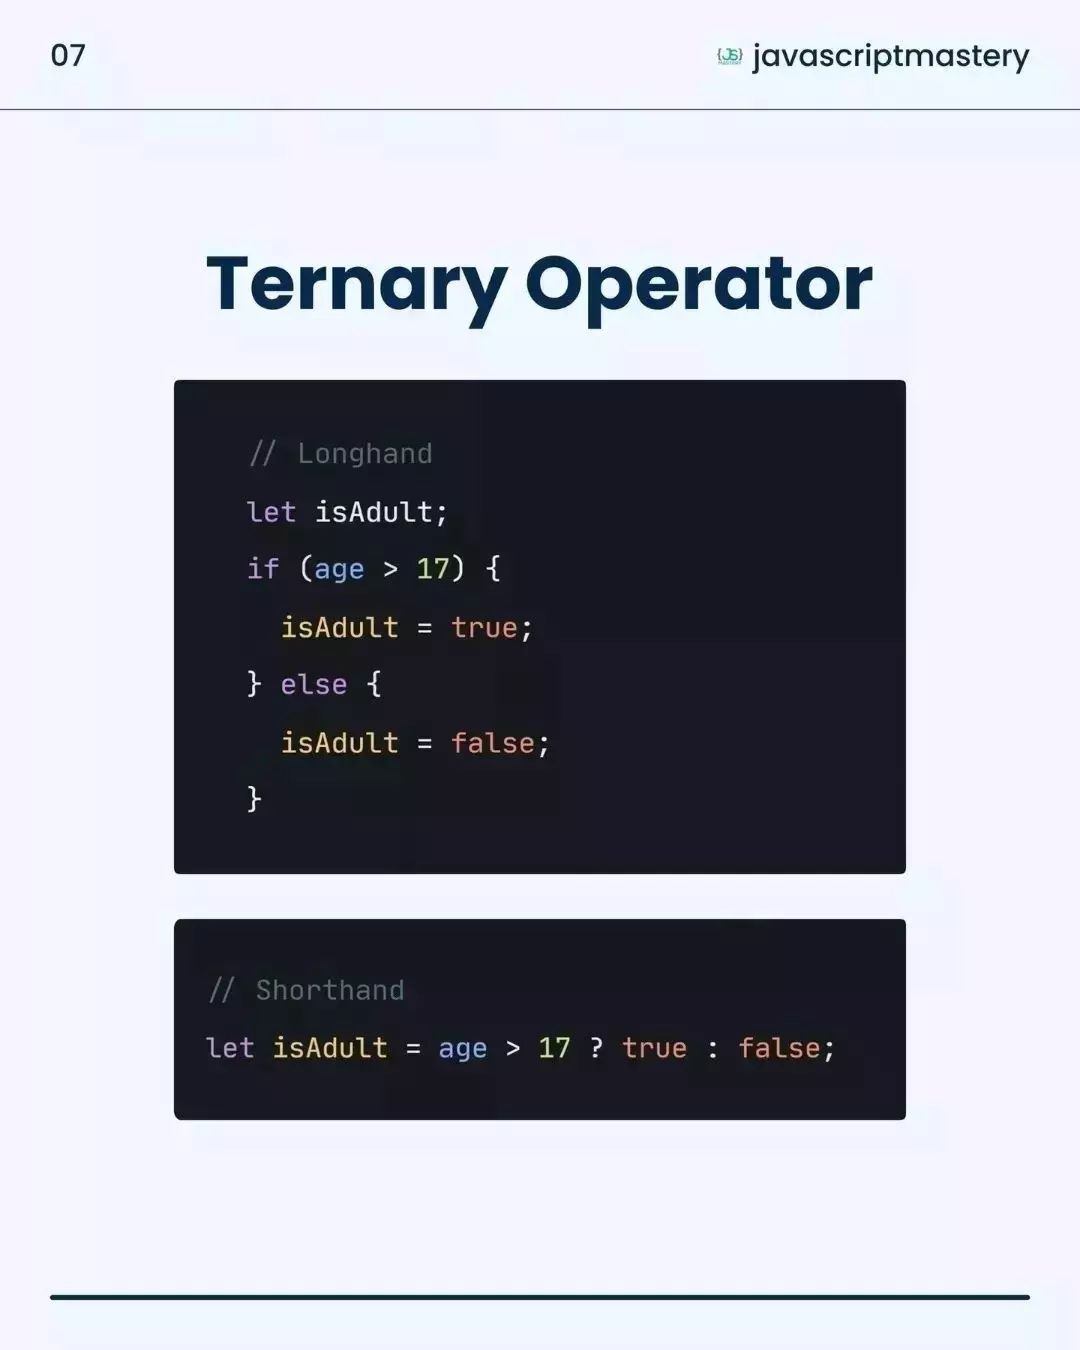 07
{JS} javascriptmastery
Ternary Operator
// Longhand
let isAdult;
if (age > 17) {
  isAdult = true;
} else {
  isAdult = false;
}
// Shorthand
let isAdult = age > 17 ? true : false;